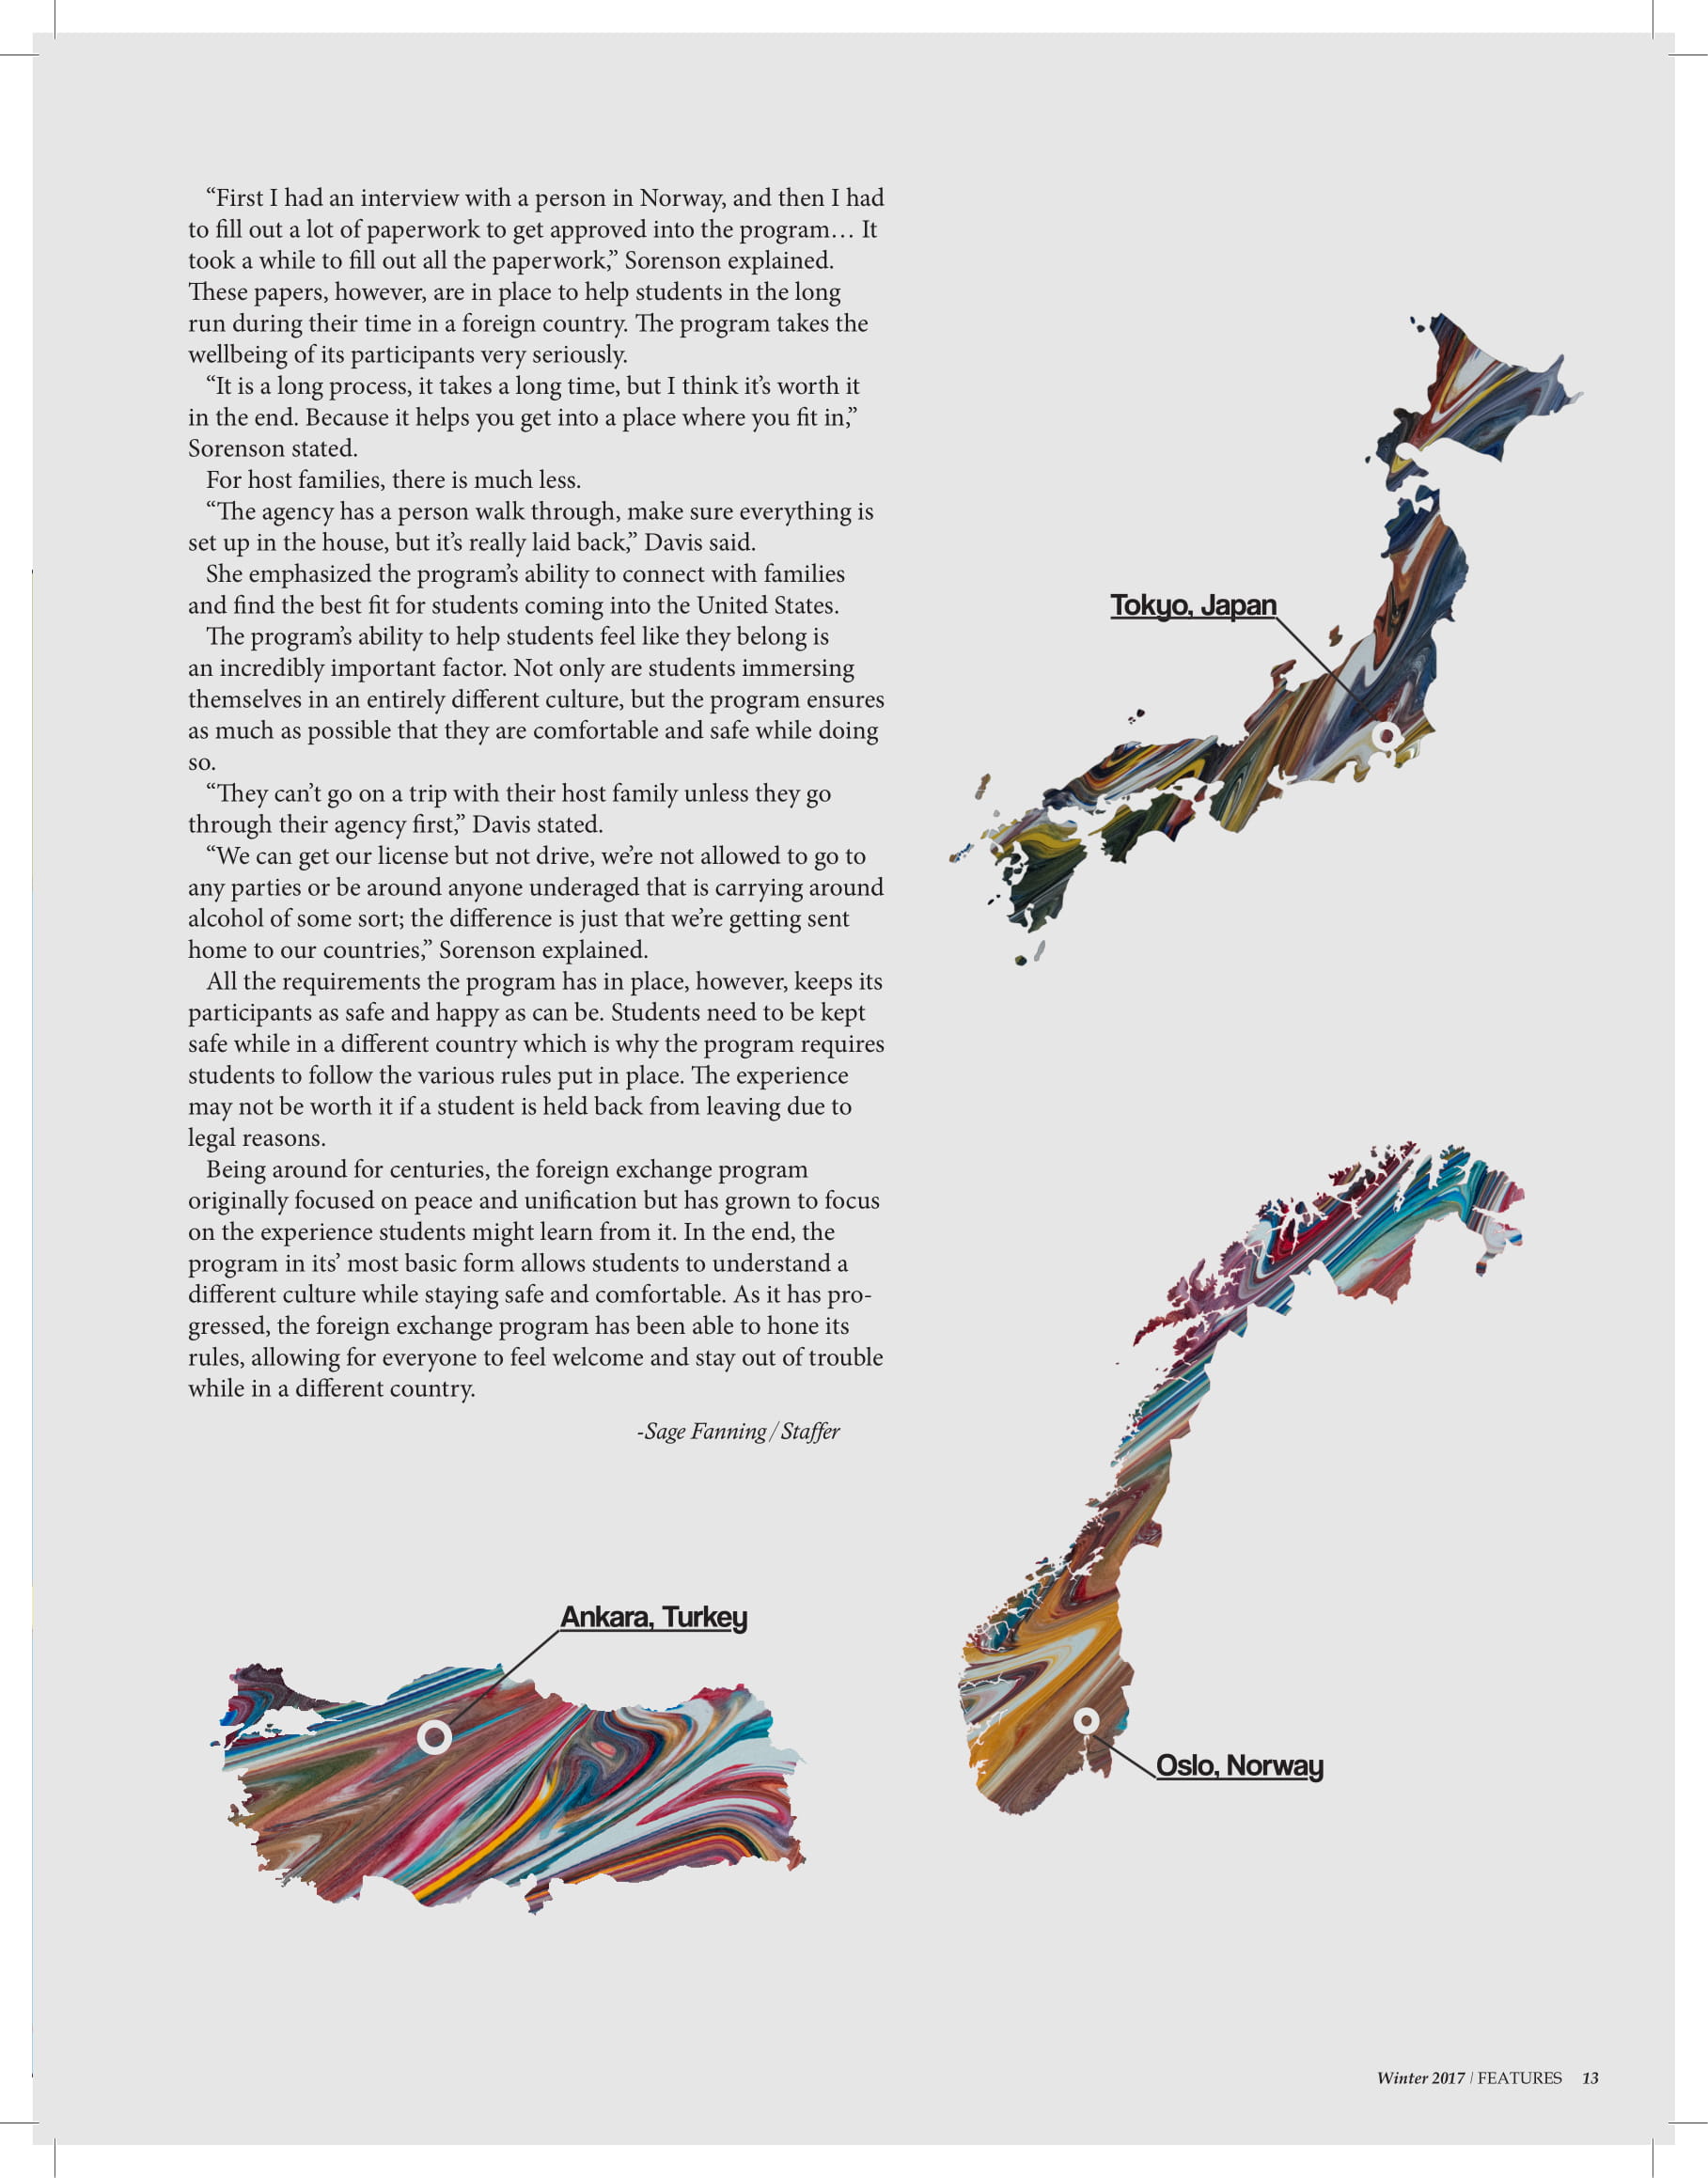 “First I had an interview with a person in Norway, and then I had
to fill out a lot of paperwork to get approved into the program… It
took a while to fill out all the paperwork,” Sorenson explained.
These papers, however, are in place to help students in the long
run during their time in a foreign country. The program takes the
wellbeing of its participants very seriously.
“It is a long process, it takes a long time, but I think it’s worth it
in the end. Because it helps you get into a place where you fit in,”
Sorenson stated.
For host families, there is much less.
“The agency has a person walk through, make sure everything is
set up in the house, but it’s really laid back,” Davis said.
She emphasized the program’s ability to connect with families
and find the best fit for students coming into the United States.
The program’s ability to help students feel like they belong is
an incredibly important factor. Not only are students immersing
themselves in an entirely different culture, but the program ensures
as much as possible that they are comfortable and safe while doing
so.
“They can’t go on a trip with their host family unless they go
through their agency first,” Davis stated.
“We can get our license but not drive, we’re not allowed to go to
any parties or be around anyone underaged that is carrying around
alcohol of some sort; the difference is just that we’re getting sent
home to our countries,” Sorenson explained.
All the requirements the program has in place, however, keeps its
participants as safe and happy as can be. Students need to be kept
safe while in a different country which is why the program requires
students to follow the various rules put in place. The experience
may not be worth it if a student is held back from leaving due to
legal reasons.
Being around for centuries, the foreign exchange program
originally focused on peace and unification but has grown to focus
on the experience students might learn from it. In the end, the
program in its’ most basic form allows students to understand a
different culture while staying safe and comfortable. As it has pro-
gressed, the foreign exchange program has been able to hone its
rules, allowing for everyone to feel welcome and stay out of trouble
while in a different country.
-Sage Fanning / Staffer
Tokyo, Japan
Ankara, Turkey
Oslo, Norway
Winter 2017 / FEATURES 13